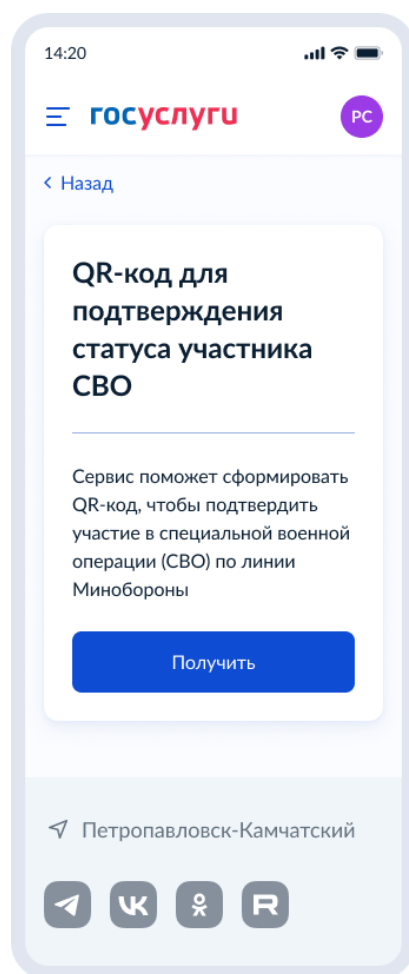 14:20
госуслуги
РС
Назад
QR-код для
подтверждения
статуса участника
СВО
Сервис поможет сформировать
QR-код, чтобы подтвердить
участие в специальной военной
операции (СВО) по линии
Минобороны
Получить
Петропавловск-Камчатский